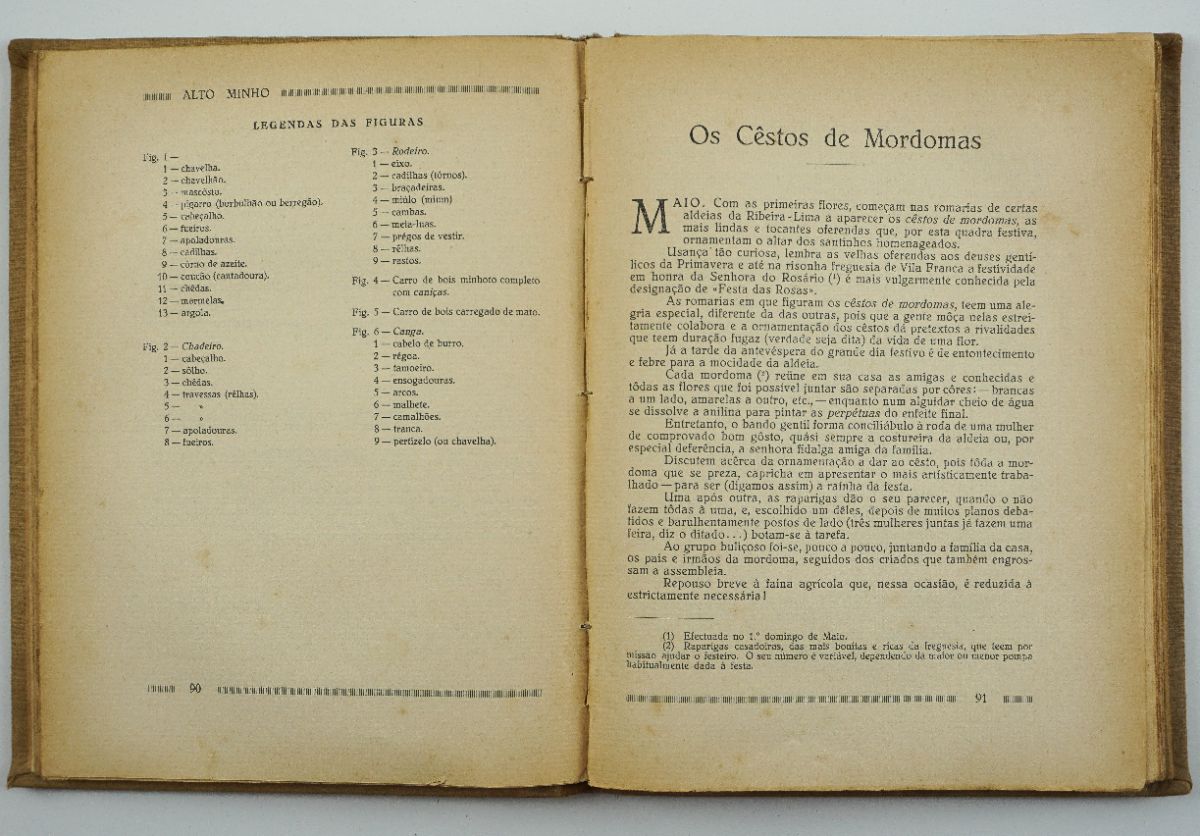 ALTO MINHO
LEGENDAS DAS FIGURAS
Fig. 1 —
1 — chavelha.
2 — chavelhão.
3 — mascôsto.
4 — pigarro (borbulhão ou berregão).
5 — cabeçalho.
6 — fueiros.
7 — apoladouras.
8 — cadilhas.
9 — côrno de azeite.
10 — coução (cantadoura).
11 — chêdas.
12 — mormelas.
13 — argola.
Fig. 2 — Chadeiro.
1 — cabeçalho.
2 — sôlho.
3 — chêdas.
4 — travessas (rêlhas).
5 — »
6 — »
7 — apoladouras.
8 — fueiros.
Fig. 3 — Rodeiro.
1 — eixo.
2 — cadilhas (tôrnos).
3 — braçadeiras.
4 — miúlo (mium)
5 — cambas.
6 — meia-luas.
7 — prégos de vestir.
8 — rêlhas.
9 — rastos.
Fig. 4 — Carro de bois minhoto completo
com caniças.
Fig. 5 — Carro de bois carregado de mato.
Fig. 6 — Canga.
1 — cabelo de burro.
2 — régoa.
3 — tamoeiro.
4 — ensogadouras.
5 — arcos.
6 — malhete.
7 — camalhões.
8 — tranca.
9 — pertizelo (ou chavelha).
90
Os Cêstos de Mordomas
MAIO. Com as primeiras flores, começam nas romarias de certas
aldeias da Ribeira-Lima a aparecer os cêstos de mordomas, as
mais lindas e tocantes oferendas que, por esta quadra festiva,
ornamentam o altar dos santinhos homenageados.
Usança tão curiosa, lembra as velhas oferendas aos deuses gentí-
licos da Primavera e até na risonha freguesia de Vila Franca a festividade
em honra da Senhora do Rosário (¹) é mais vulgarmente conhecida pela
designação de «Festa das Rosas».
As romarias em que figuram os cêstos de mordomas, teem uma ale-
gria especial, diferente da das outras, pois que a gente môça nelas estrei-
tamente colabora e a ornamentação dos cêstos dá pretextos a rivalidades
que teem duração fugaz (verdade seja dita) da vida de uma flor.
Já a tarde da antevéspera do grande dia festivo é de entontecimento
e febre para a mocidade da aldeia.
Cada mordoma (²) reüne em sua casa as amigas e conhecidas e
tôdas as flores que foi possível juntar são separadas por côres: — brancas
a um lado, amarelas a outro, etc., — enquanto num alguidar cheio de água
se dissolve a anilina para pintar as perpétuas do enfeite final.
Entretanto, o bando gentil forma conciliábulo à roda de uma mulher
de comprovado bom gôsto, quási sempre a costureira da aldeia ou, por
especial deferência, a senhora fidalga amiga da família.
Discutem acêrca da ornamentação a dar ao cêsto, pois tôda a mor-
doma que se preza, capricha em apresentar o mais artìsticamente traba-
lhado — para ser (digamos assim) a rainha da festa.
Uma após outra, as raparigas dão o seu parecer, quando o não
fazem tôdas à uma, e, escolhido um dêles, depois de muitos planos deba-
tidos e barulhentamente postos de lado (três mulheres juntas já fazem uma
feira, diz o ditado...) botam-se à tarefa.
Ao grupo buliçoso foi-se, pouco a pouco, juntando a família da casa,
os pais e irmãos da mordoma, seguidos dos criados que também engros-
sam a assembleia.
Repouso breve à faina agrícola que, nessa ocasião, é reduzida à
estrictamente necessária!
(1) Efectuada no 1.º domingo de Maio.
(2) Raparigas casadoiras, das mais bonitas e ricas da freguesia, que teem por
missão ajudar o festeiro. O seu número é variável, dependendo da maior ou menor pompa
habitualmente dada à festa.
91